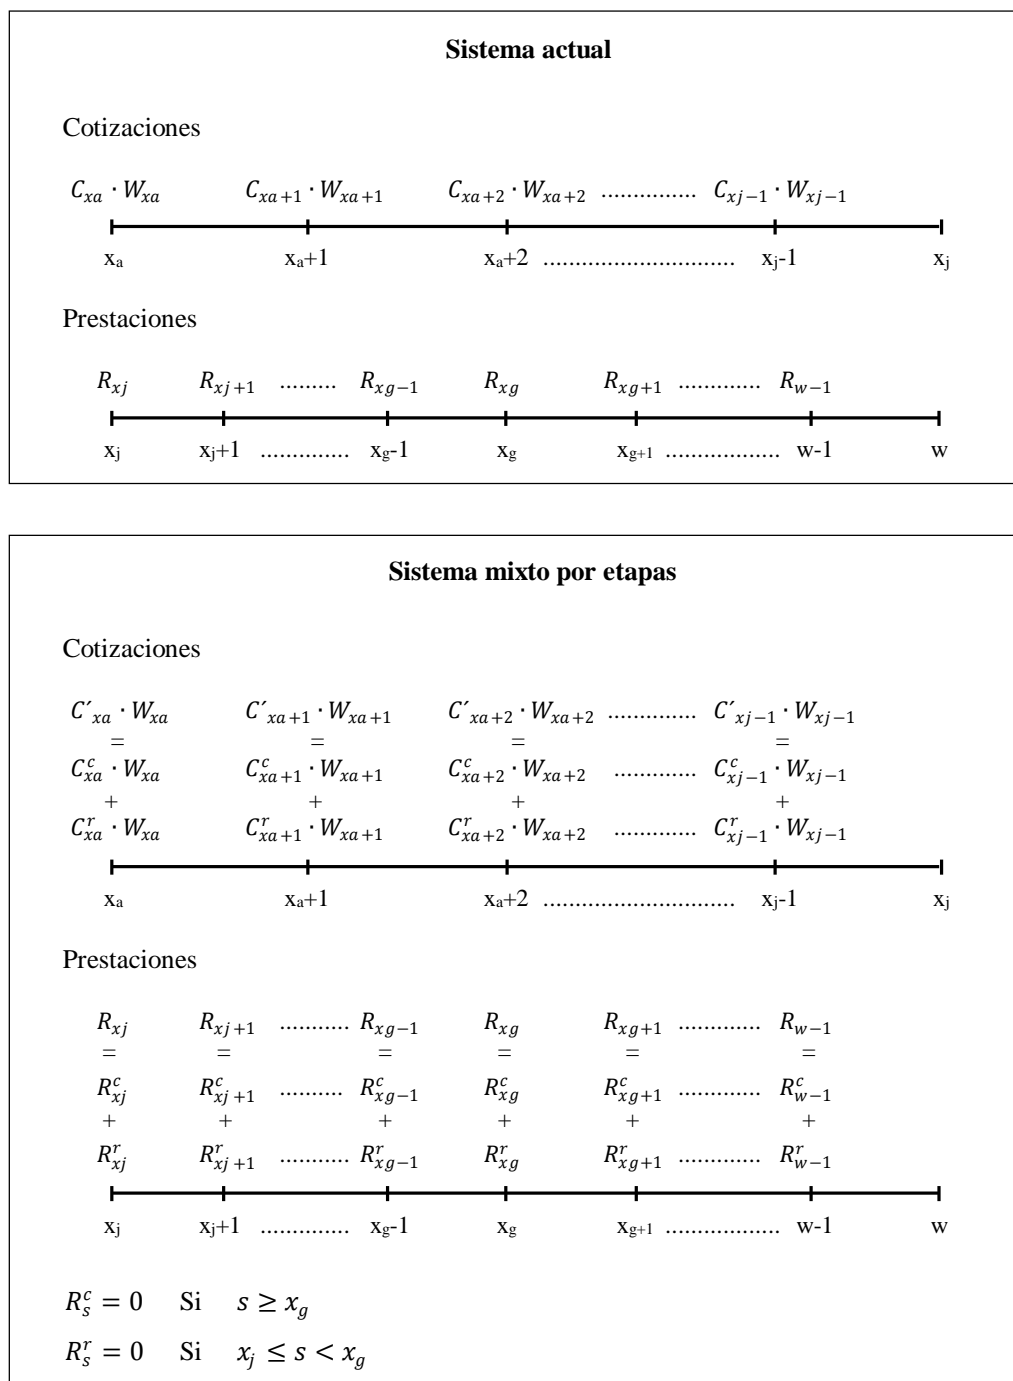 Sistema actual
Cotizaciones
C_{xa} · W_{xa} C_{xa+1} · W_{xa+1} C_{xa+2} · W_{xa+2} ............... C_{xj−1} · W_{xj−1}
x_a x_a+1 x_a+2 .............................. x_j-1 x_j
Prestaciones
R_{xj} R_{xj+1} ......... R_{xg−1} R_{xg} R_{xg+1} ............. R_{w−1}
x_j x_j+1 .............. x_g-1 x_g x_{g+1} .................. w-1 w
Sistema mixto por etapas
Cotizaciones
C´_{xa} · W_{xa} C´_{xa+1} · W_{xa+1} C´_{xa+2} · W_{xa+2} .............. C´_{xj−1} · W_{xj−1}
= = = =
C^c_{xa} · W_{xa} C^c_{xa+1} · W_{xa+1} C^c_{xa+2} · W_{xa+2} ............. C^c_{xj−1} · W_{xj−1}
+ + + +
C^r_{xa} · W_{xa} C^r_{xa+1} · W_{xa+1} C^r_{xa+2} · W_{xa+2} ............. C^r_{xj−1} · W_{xj−1}
x_a x_a+1 x_a+2 .............................. x_j-1 x_j
Prestaciones
R_{xj} R_{xj+1} ........... R_{xg−1} R_{xg} R_{xg+1} ............. R_{w−1}
= = = = = =
R^c_{xj} R^c_{xj+1} .......... R^c_{xg−1} R^c_{xg} R^c_{xg+1} ............. R^c_{w−1}
+ + + + + +
R^r_{xj} R^r_{xj+1} ........... R^r_{xg−1} R^r_{xg} R^r_{xg+1} ............. R^r_{w−1}
x_j x_j+1 .............. x_g-1 x_g x_{g+1} .................. w-1 w
R^c_s = 0 Si s ≥ x_g
R^r_s = 0 Si x_j ≤ s < x_g